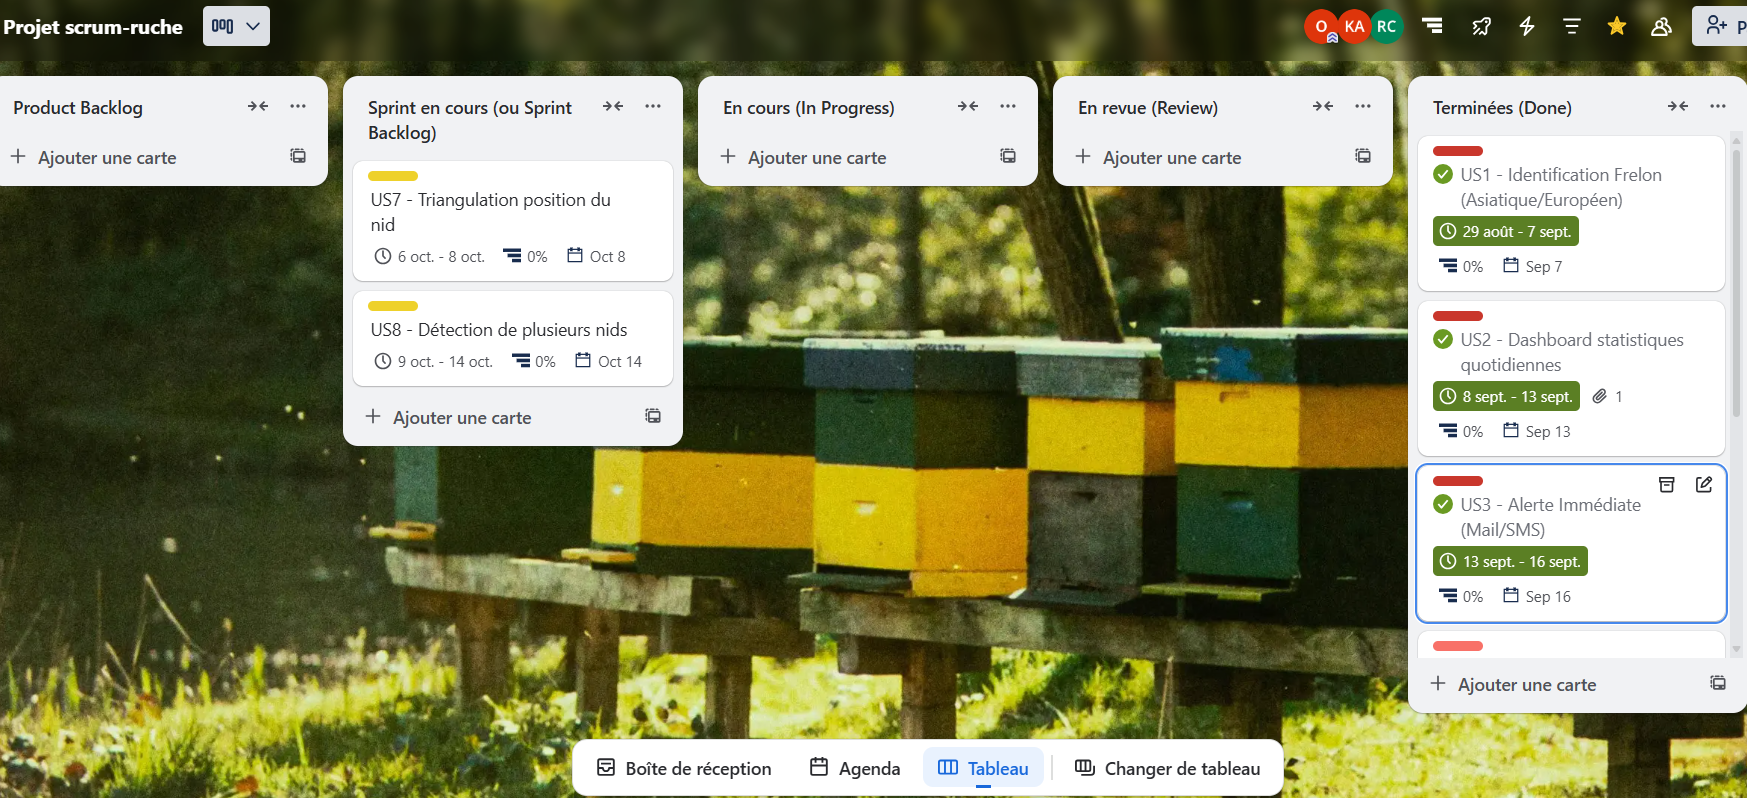 Projet scrum-ruche
O
KA
RC
Product Backlog
Ajouter une carte
Sprint en cours (ou Sprint
Backlog)
US7 - Triangulation position du
nid
6 oct. - 8 oct.
0%
Oct 8
US8 - Détection de plusieurs nids
9 oct. - 14 oct.
0%
Oct 14
Ajouter une carte
En cours (In Progress)
Ajouter une carte
En revue (Review)
Ajouter une carte
Terminées (Done)
US1 - Identification Frelon
(Asiatique/Européen)
29 août - 7 sept.
0%
Sep 7
US2 - Dashboard statistiques
quotidiennes
8 sept. - 13 sept.
1
0%
Sep 13
US3 - Alerte Immédiate
(Mail/SMS)
13 sept. - 16 sept.
0%
Sep 16
Ajouter une carte
Boîte de réception
Agenda
Tableau
Changer de tableau